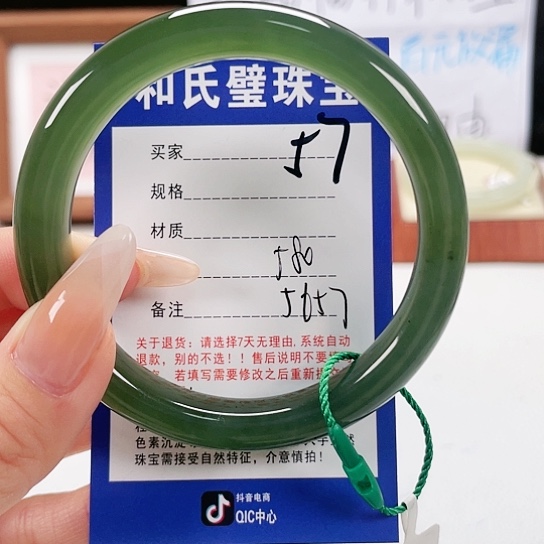 和氏璧珠宝
买家 57
规格
材质
580
备注 5657
关于退货：请选择7天无理由，系统自动
退款，别的不选！！售后说明不要
若填写需要修改之后重新
色素沉淀
珠宝需接受自然特征，介意慎拍！
抖音电商
QIC中心